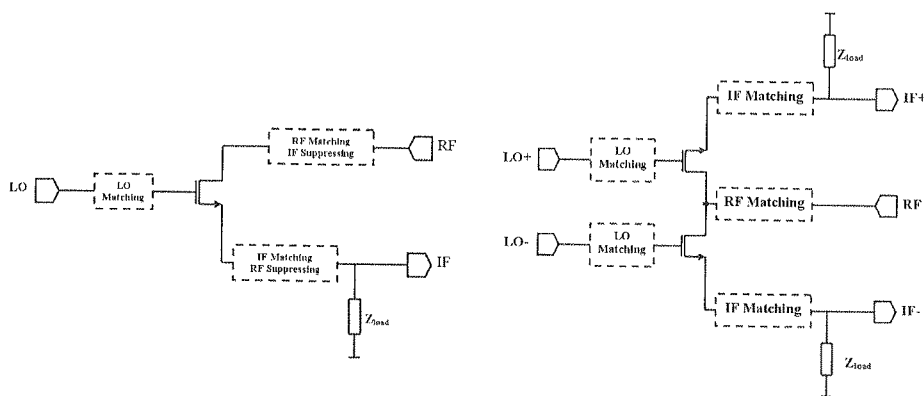 LO
LO
Matching
RF Matching
IF Suppressing
RF
IF Matching
RF Suppressing
IF
Zload
Zload
IF Matching
IF+
LO+
LO
Matching
RF Matching
RF
LO-
LO
Matching
IF Matching
IF-
Zload